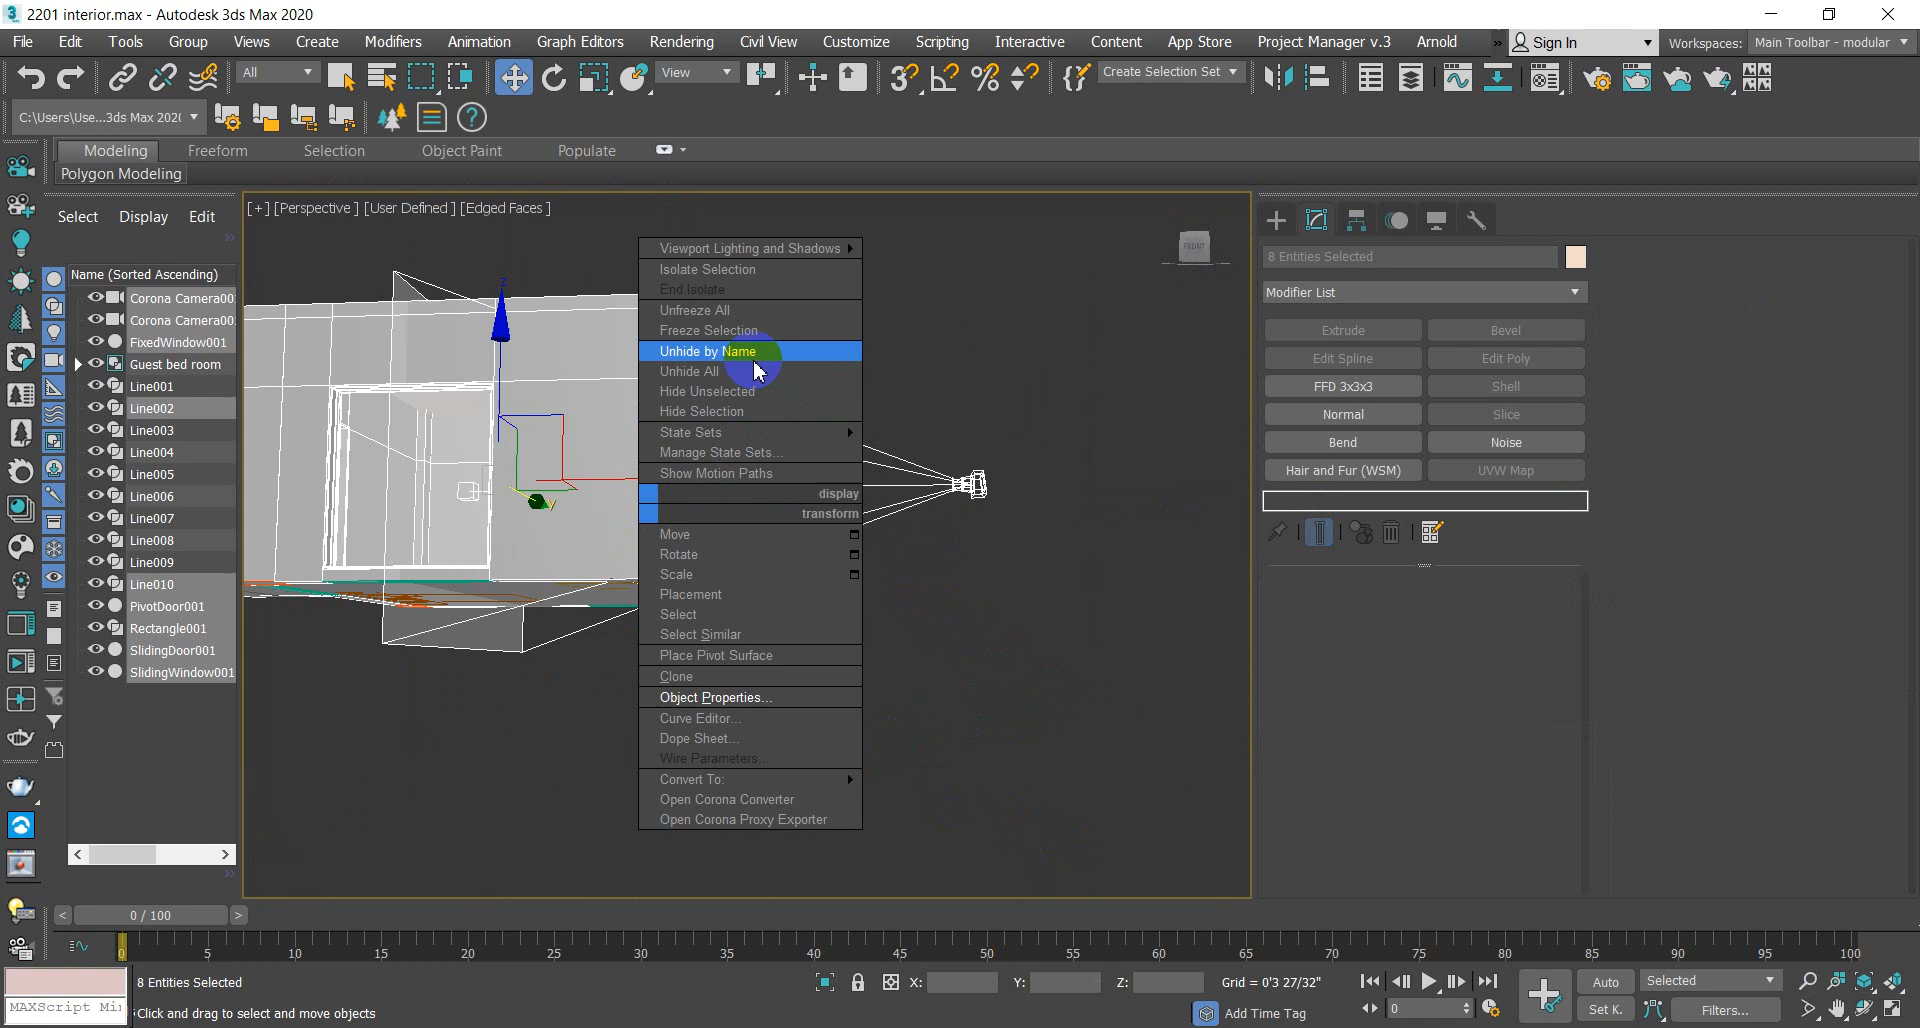 2201 interior.max - Autodesk 3ds Max 2020
File Edit Tools Group Views Create Modifiers Animation Graph Editors Rendering Civil View Customize Scripting Interactive Content App Store Project Manager v.3 Arnold » Sign In Workspaces: Main Toolbar - modular
All View Create Selection Set
C:\Users\Use...3ds Max 202(
Modeling Freeform Selection Object Paint Populate
Polygon Modeling
Select Display Edit
[+] [Perspective] [User Defined] [Edged Faces]
FRONT
Name (Sorted Ascending)
Corona Camera00
Corona Camera00
FixedWindow001
Guest bed room
Line001
Line002
Line003
Line004
Line005
Line006
Line007
Line008
Line009
Line010
PivotDoor001
Rectangle001
SlidingDoor001
SlidingWindow001
z
y
Viewport Lighting and Shadows
Isolate Selection
End Isolate
Unfreeze All
Freeze Selection
Unhide by Name
Unhide All
Hide Unselected
Hide Selection
State Sets
Manage State Sets...
Show Motion Paths
display
transform
Move
Rotate
Scale
Placement
Select
Select Similar
Place Pivot Surface
Clone
Object Properties...
Curve Editor...
Dope Sheet...
Wire Parameters...
Convert To:
Open Corona Converter
Open Corona Proxy Exporter
8 Entities Selected
Modifier List
Extrude Bevel
Edit Spline Edit Poly
FFD 3x3x3 Shell
Normal Slice
Bend Noise
Hair and Fur (WSM) UVW Map
< 0 / 100 >
0 5 10 15 20 25 30 35 40 45 50 55 60 65 70 75 80 85 90 95 100
8 Entities Selected X: Y: Z: Grid = 0'3 27/32" Auto Selected
MAXScript Mi Click and drag to select and move objects Add Time Tag 0 Set K. Filters...